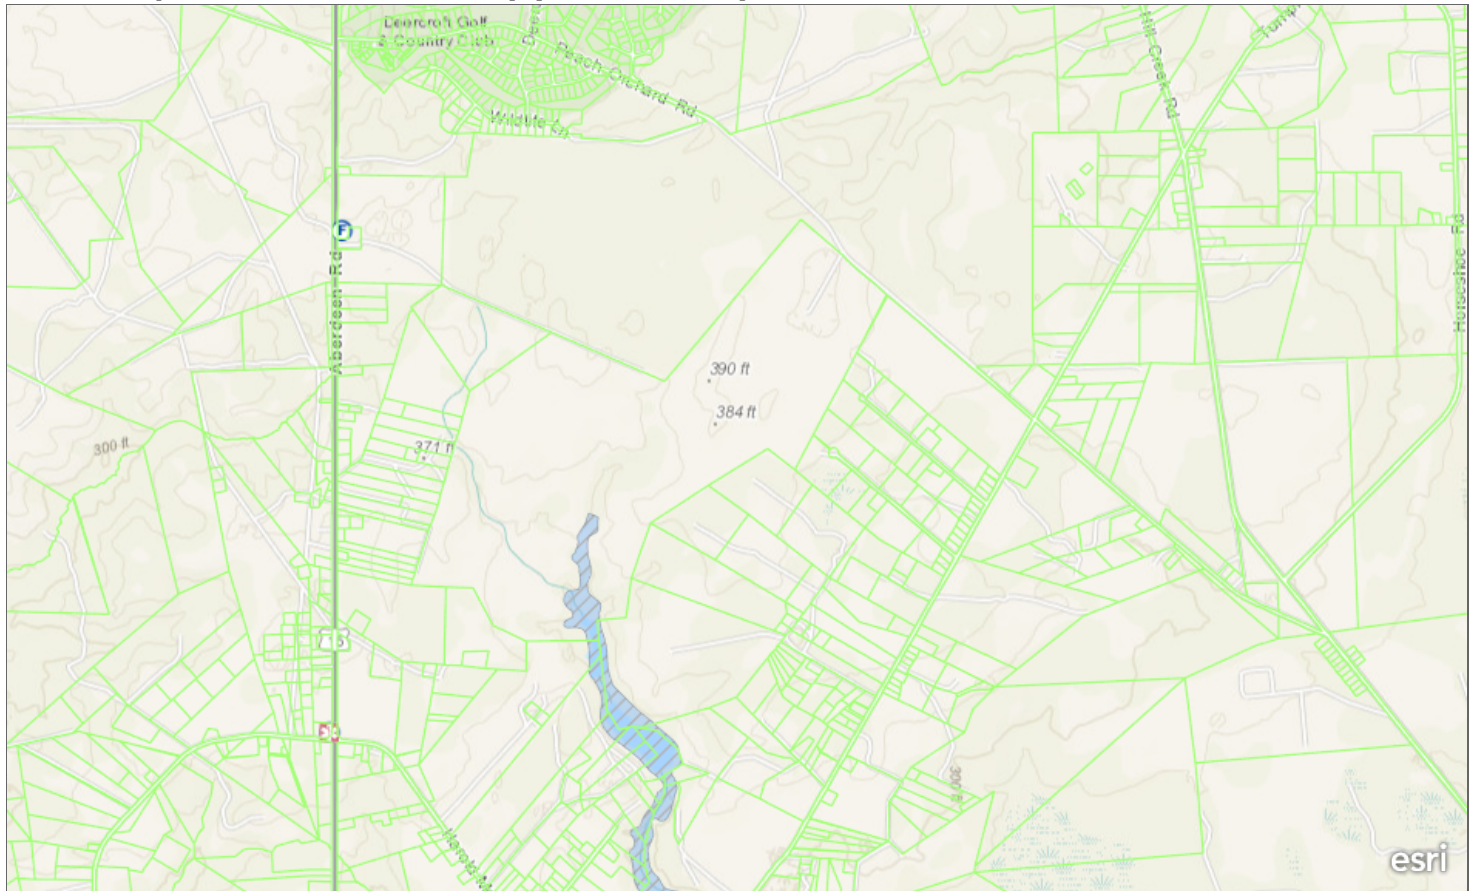 Deercroft Golf
& Country Club
Peach Orchard Rd
Wildlife Ln
Hill Creek Rd
F
Aberdeen Rd
Horseshoe Rd
390 ft
384 ft
371 ft
300 ft
300 ft
esri